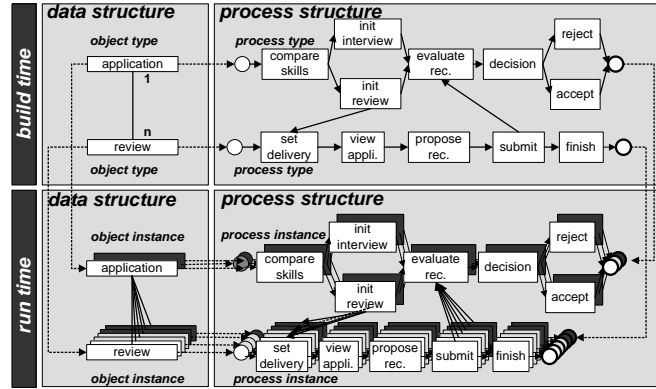 data structure
process structure
build time
object type
process type
application
1
n
review
object type
compare
skills
init
interview
init
review
evaluate
rec.
decision
reject
accept
set
delivery
view
appli.
propose
rec.
submit
finish
process type
data structure
process structure
run time
object instance
process instance
application
review
object instance
compare
skills
init
interview
init
review
evaluate
rec.
decision
reject
accept
set
delivery
view
appli.
propose
rec.
submit
finish
process instance